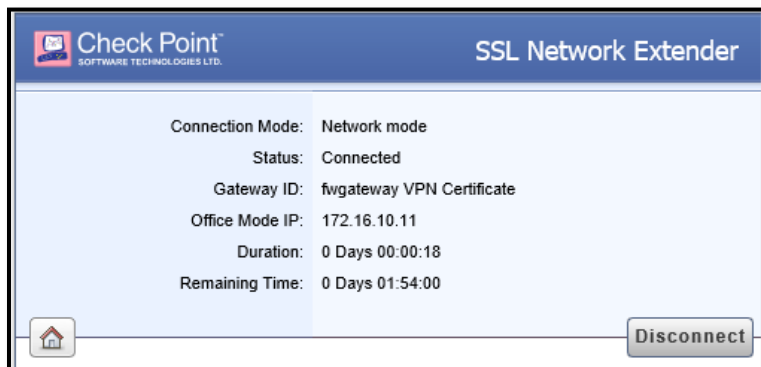 Check Point™
SOFTWARE TECHNOLOGIES LTD.
SSL Network Extender
Connection Mode: Network mode
Status: Connected
Gateway ID: fwgateway VPN Certificate
Office Mode IP: 172.16.10.11
Duration: 0 Days 00:00:18
Remaining Time: 0 Days 01:54:00
Disconnect